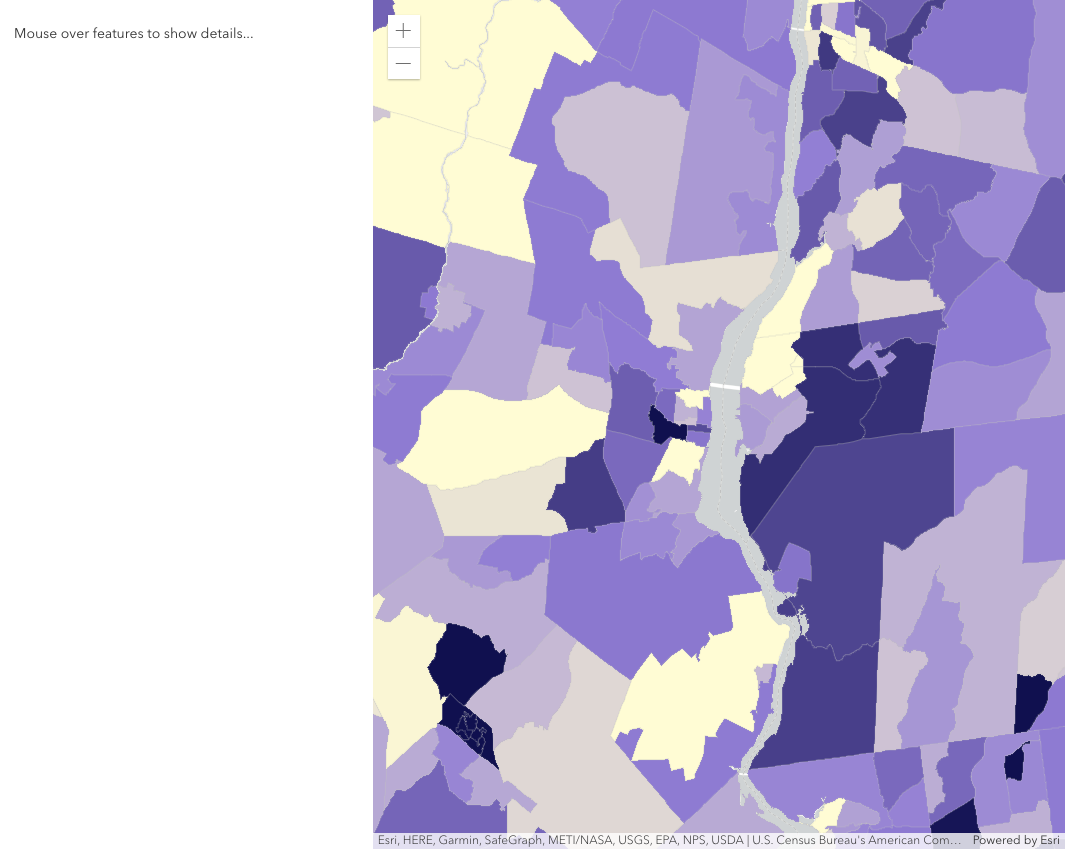 Mouse over features to show details...
Esri, HERE, Garmin, SafeGraph, METI/NASA, USGS, EPA, NPS, USDA | U.S. Census Bureau's American Com... Powered by Esri